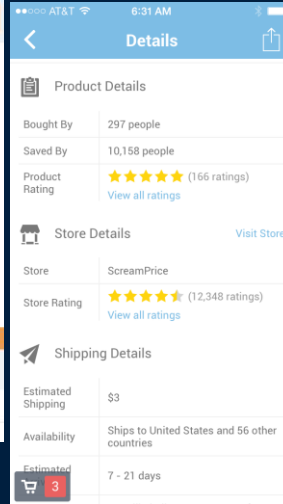 AT&T 6:31 AM
Details
Product Details
Bought By 297 people
Saved By 10,158 people
Product (166 ratings)
Rating
View all ratings
Store Details Visit Store
Store ScreamPrice
Store Rating (12,348 ratings)
View all ratings
Shipping Details
Estimated
Shipping $3
Availability Ships to United States and 56 other
countries
Estimated
7 - 21 days
3